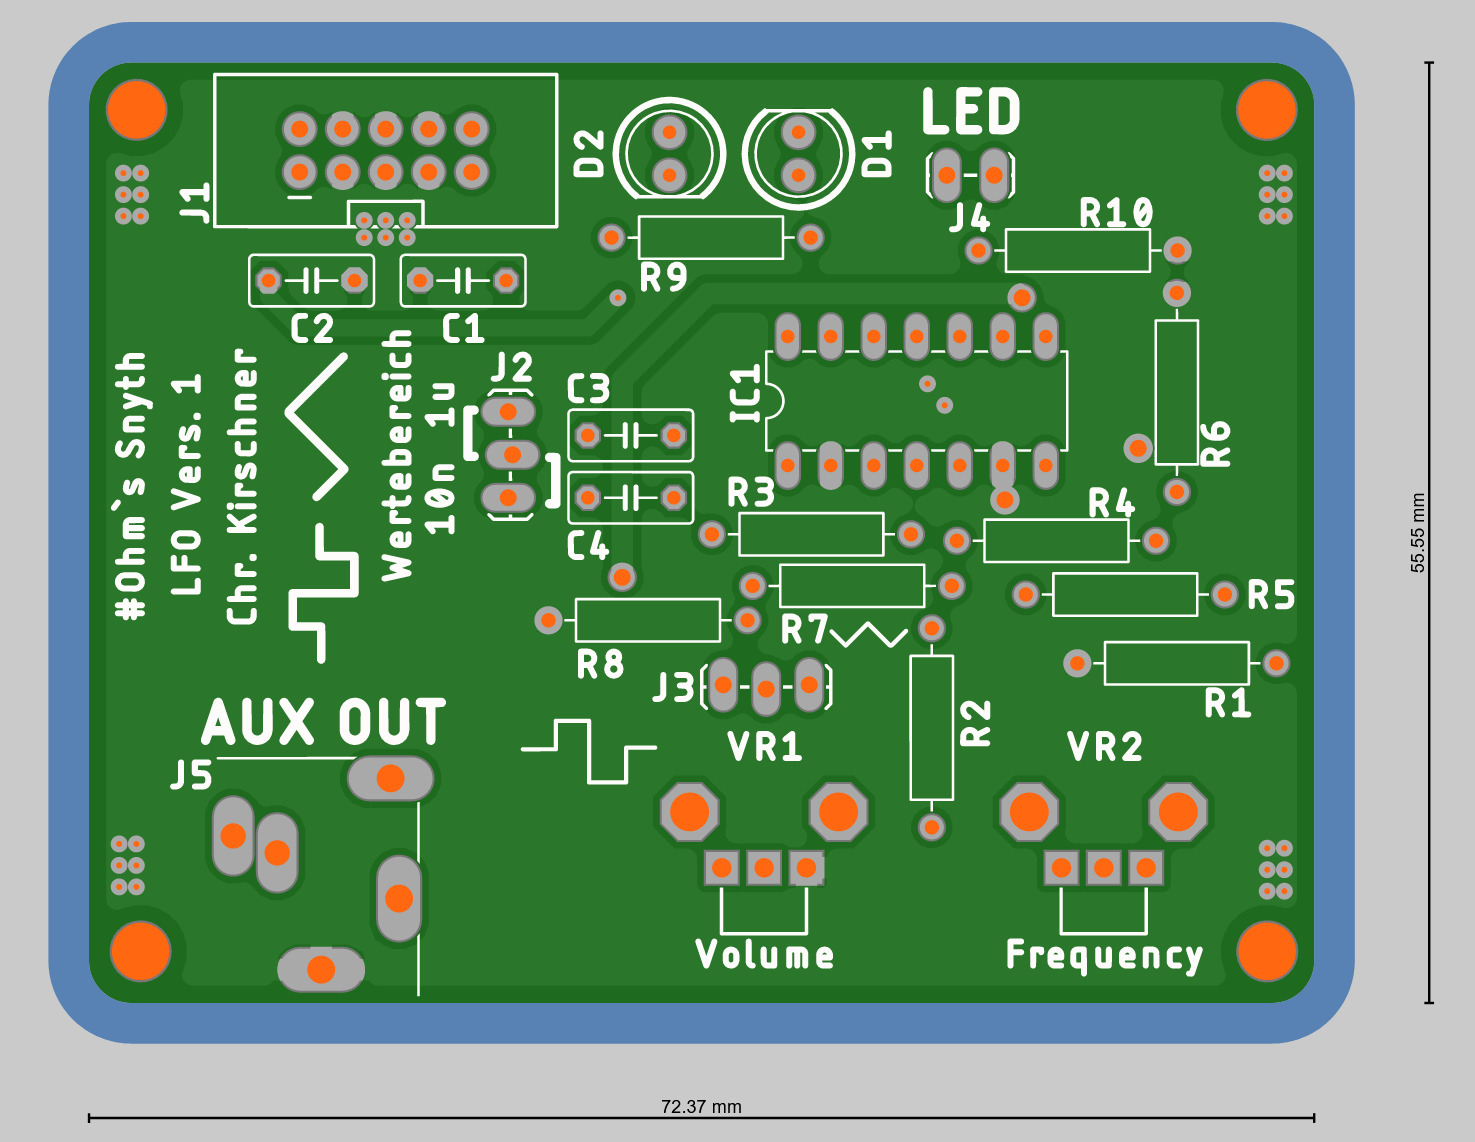 LED
D2
D1
J1
J4
R10
R9
C2
C1
J2
C3
IC1
R6
#Ohm`s Snyth
LFO Vers. 1
Chr. Kirschner
Wertebereich
10n 1u
R3
R4
C4
R5
R7
R8
J3
R1
R2
AUX OUT
VR1
VR2
J5
Volume
Frequency
55.55 mm
72.37 mm